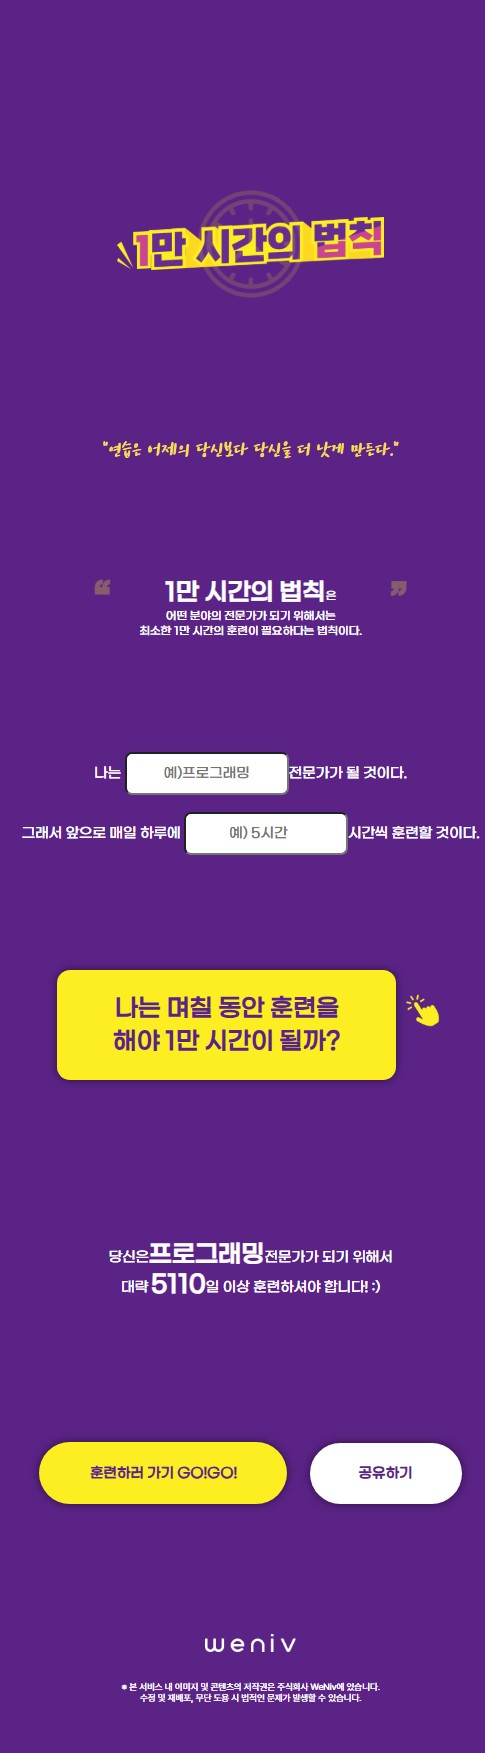 1만 시간의 법칙
"연습은 어제의 당신보다 당신을 더 낫게 만든다."
❝ 1만 시간의 법칙은 ❞
어떤 분야의 전문가가 되기 위해서는
최소한 1만 시간의 훈련이 필요하다는 법칙이다.
나는 예)프로그래밍 전문가가 될 것이다.
그래서 앞으로 매일 하루에 예) 5시간 시간씩 훈련할 것이다.
나는 며칠 동안 훈련을
해야 1만 시간이 될까?
당신은프로그래밍전문가가 되기 위해서
대략 5110일 이상 훈련하셔야 합니다! :)
훈련하러 가기 GO!GO! 공유하기
weniv
※ 본 서비스 내 이미지 및 콘텐츠의 저작권은 주식회사 WeNiv에 있습니다.
수정 및 재배포, 무단 도용 시 법적인 문제가 발생할 수 있습니다.